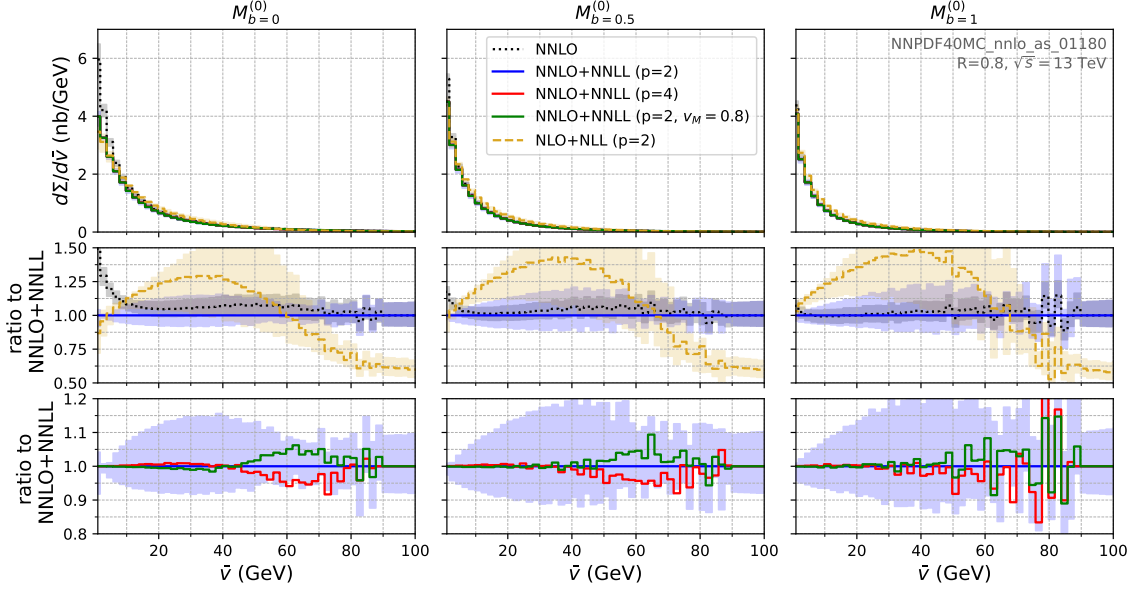 M_{b=0}^{(0)}
M_{b=0.5}^{(0)}
M_{b=1}^{(0)}
dΣ/dv̄ (nb/GeV)
6
4
2
0
NNLO
NNLO+NNLL (p=2)
NNLO+NNLL (p=4)
NNLO+NNLL (p=2, v_M = 0.8)
NLO+NLL (p=2)
NNPDF40MC_nnlo_as_01180
R=0.8, √s = 13 TeV
ratio to
NNLO+NNLL
1.50
1.25
1.00
0.75
0.50
ratio to
NNLO+NNLL
1.2
1.1
1.0
0.9
0.8
20 40 60 80 100
20 40 60 80 100
20 40 60 80 100
v̄ (GeV)
v̄ (GeV)
v̄ (GeV)